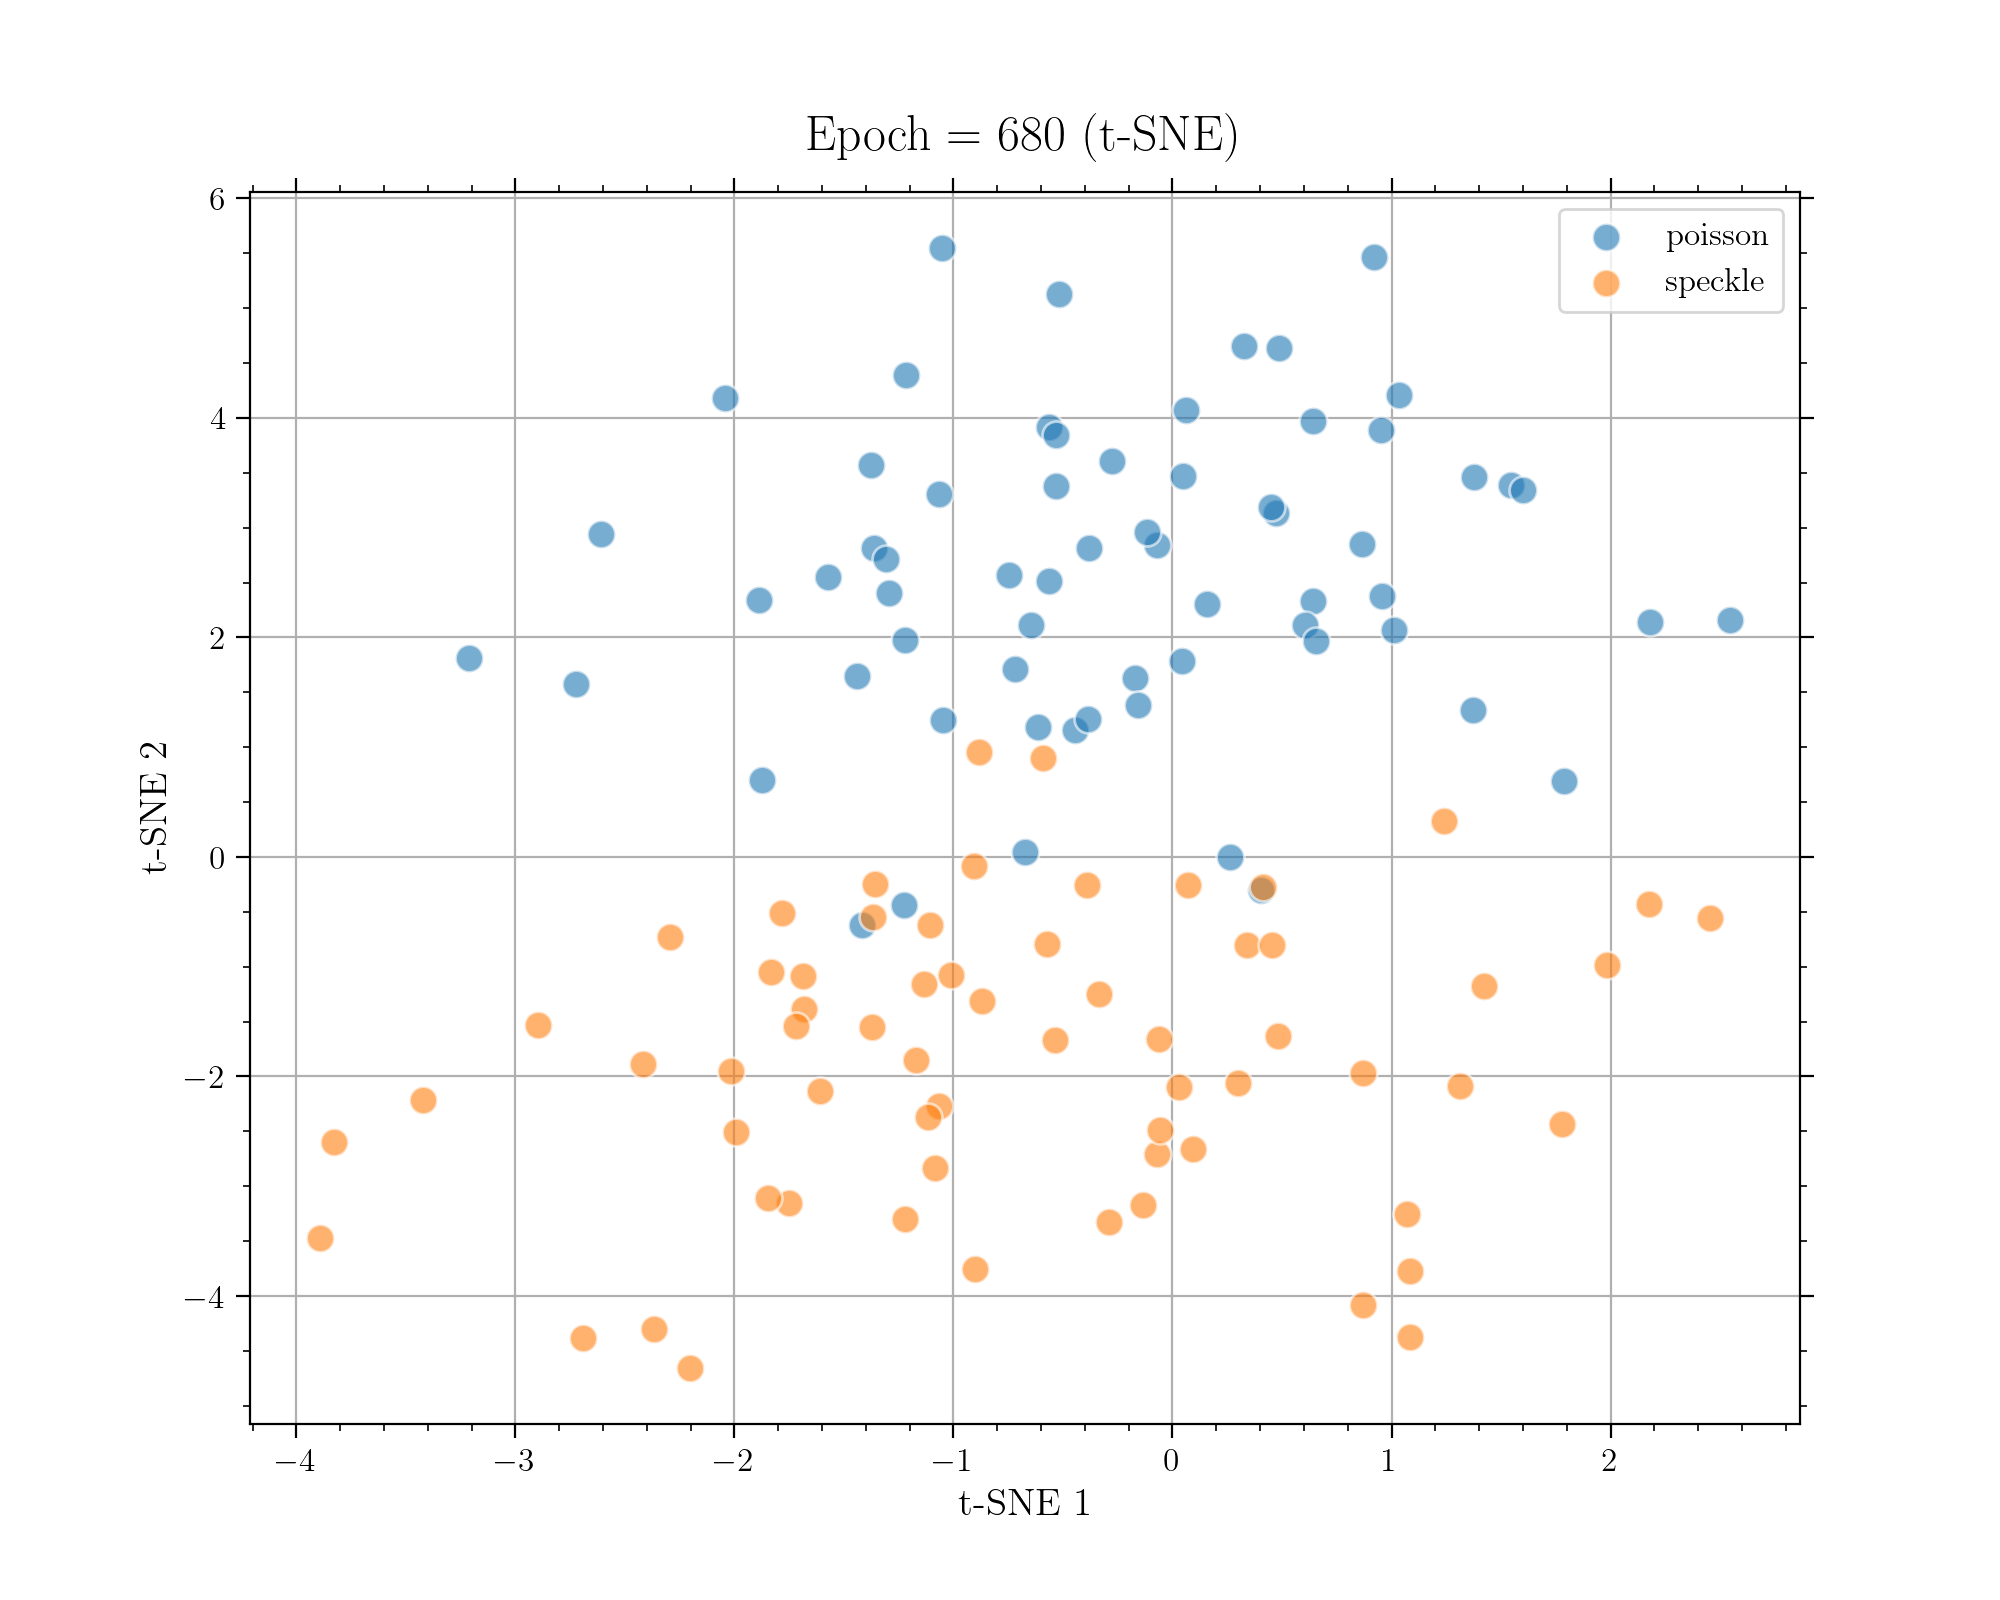 Epoch = 680 (t-SNE)
poisson
speckle
6
4
2
0
−2
−4
t-SNE 2
−4 −3 −2 −1 0 1 2
t-SNE 1